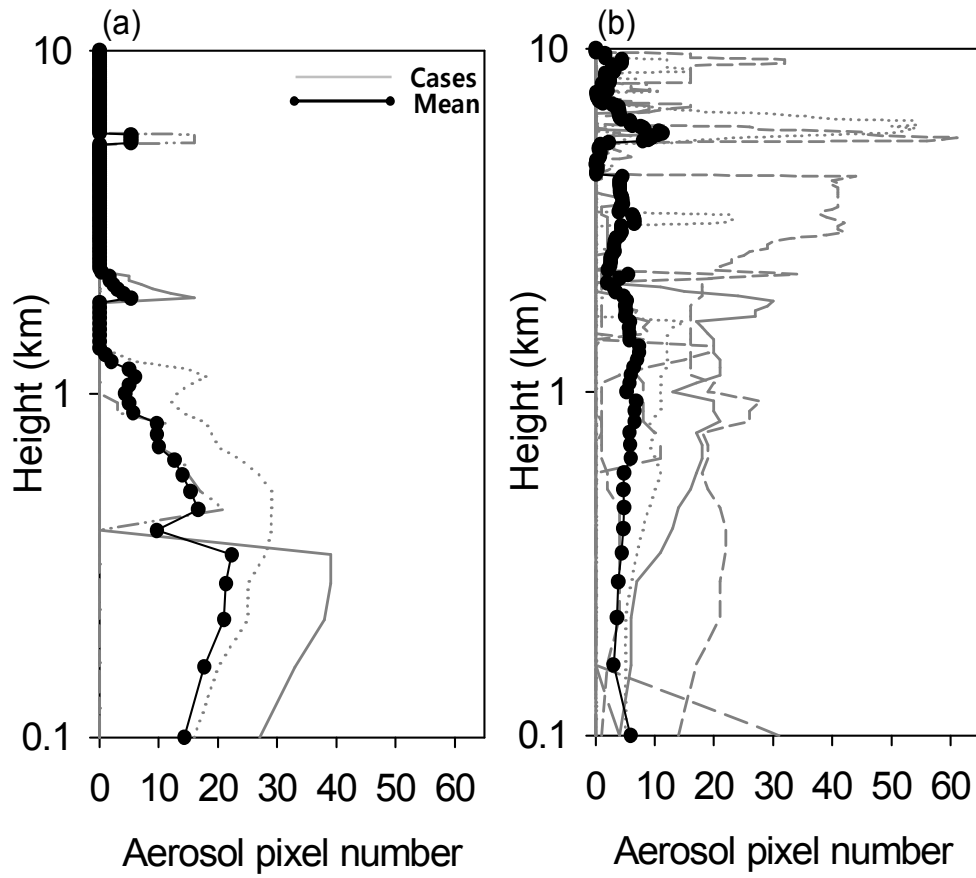 (a) (b)
10 10
Cases
Mean
Height (km) Height (km)
1 1
0.1 0.1
0 10 20 30 40 50 60 0 10 20 30 40 50 60
Aerosol pixel number Aerosol pixel number